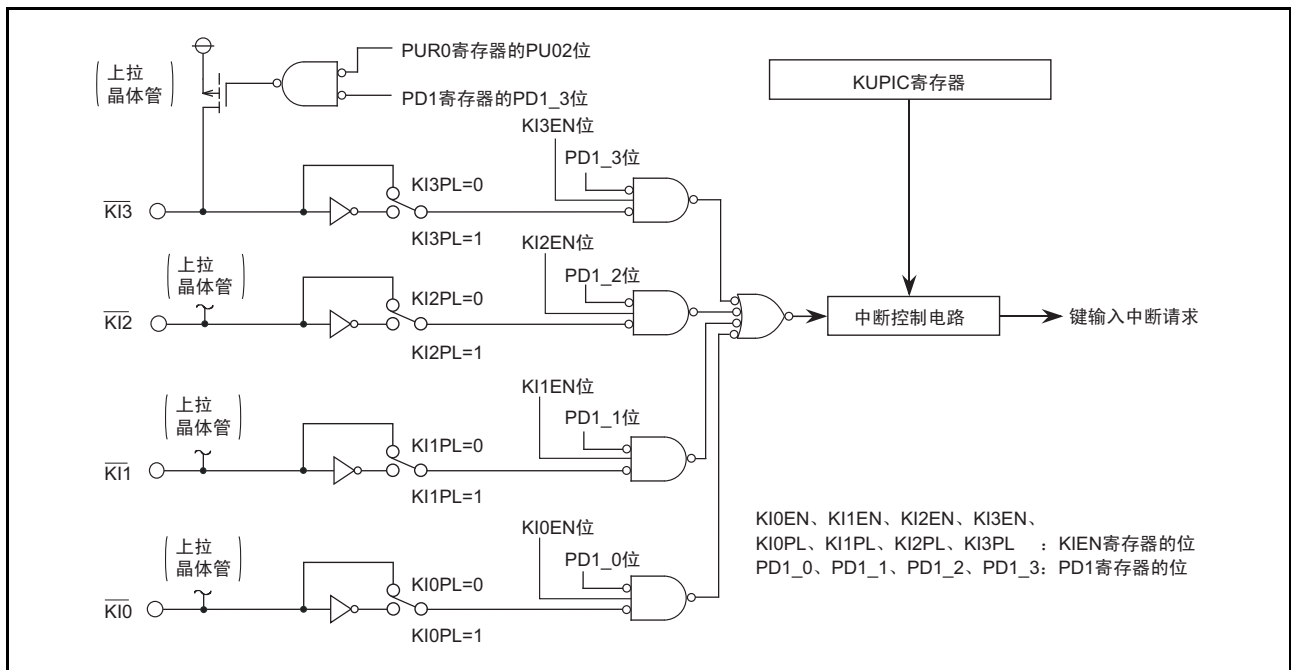 上拉
晶体管
PUR0寄存器的PU02位
PD1寄存器的PD1_3位
KUPIC寄存器
KI3EN位
PD1_3位
KI3PL=0
KI3
KI3PL=1
上拉
晶体管
KI2EN位
PD1_2位
KI2PL=0
KI2
KI2PL=1
中断控制电路
键输入中断请求
上拉
晶体管
KI1EN位
PD1_1位
KI1PL=0
KI1
KI1PL=1
上拉
晶体管
KI0EN位
PD1_0位
KI0PL=0
KI0
KI0PL=1
KI0EN、KI1EN、KI2EN、KI3EN、
KI0PL、KI1PL、KI2PL、KI3PL ：KIEN寄存器的位
PD1_0、PD1_1、PD1_2、PD1_3：PD1寄存器的位